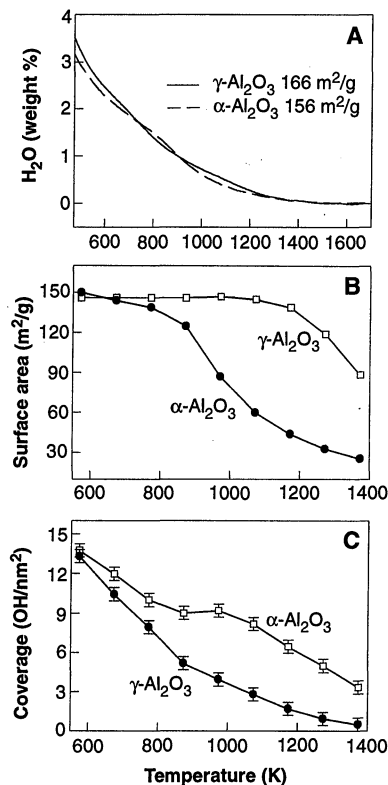 A
4
3
2
1
0
H₂O (weight %)
γ-Al₂O₃ 166 m²/g
α-Al₂O₃ 156 m²/g
600 800 1000 1200 1400 1600
B
150
120
90
60
30
Surface area (m²/g)
γ-Al₂O₃
α-Al₂O₃
600 800 1000 1200 1400
C
15
12
9
6
3
0
Coverage (OH/nm²)
α-Al₂O₃
γ-Al₂O₃
600 800 1000 1200 1400
Temperature (K)